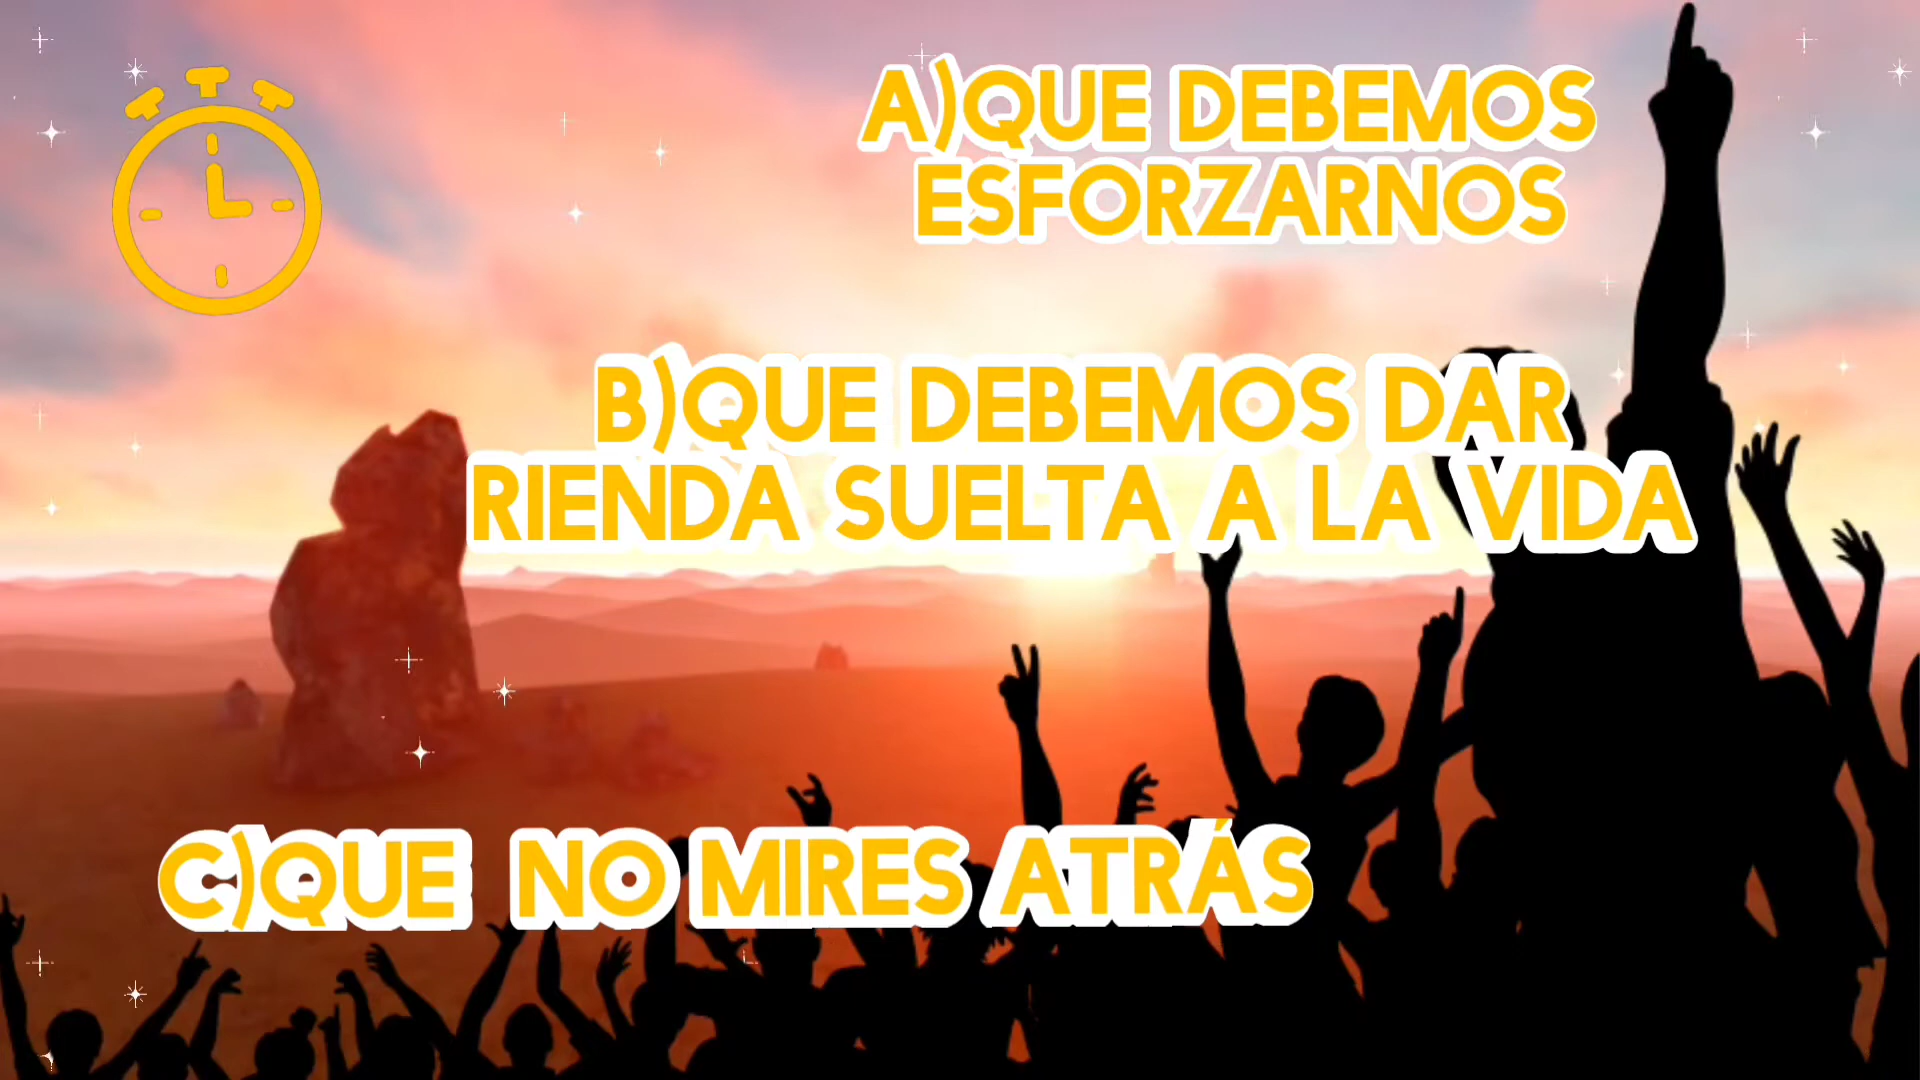 A)QUE DEBEMOS
ESFORZARNOS
B)QUE DEBEMOS DAR
RIENDA SUELTA A LA VIDA
C)QUE NO MIRES ATRÁS